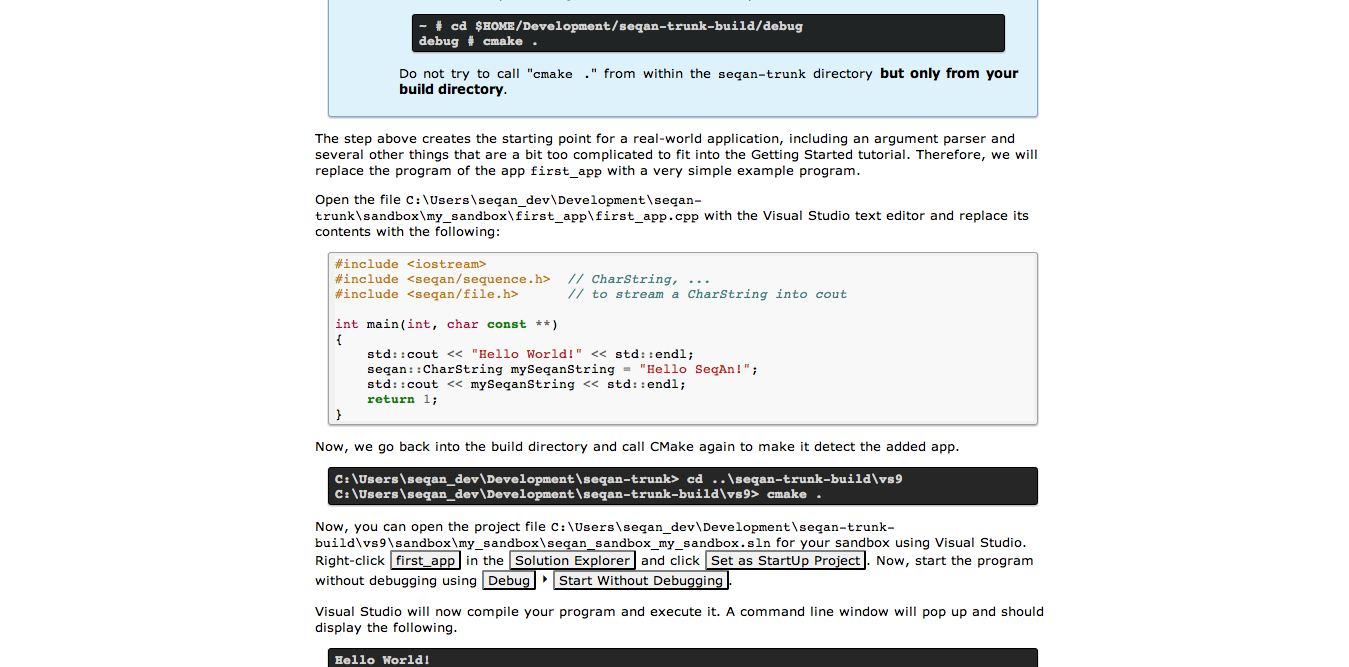 ~ # cd $HOME/Development/seqan-trunk-build/debug
debug # cmake .
Do not try to call "cmake ." from within the seqan-trunk directory but only from your
build directory.
The step above creates the starting point for a real-world application, including an argument parser and
several other things that are a bit too complicated to fit into the Getting Started tutorial. Therefore, we will
replace the program of the app first_app with a very simple example program.
Open the file C:\Users\seqan_dev\Development\seqan-
trunk\sandbox\my_sandbox\first_app\first_app.cpp with the Visual Studio text editor and replace its
contents with the following:
#include <iostream>
#include <seqan/sequence.h>  // CharString, ...
#include <seqan/file.h>      // to stream a CharString into cout
int main(int, char const **)
{
    std::cout << "Hello World!" << std::endl;
    seqan::CharString mySeqanString = "Hello SeqAn!";
    std::cout << mySeqanString << std::endl;
    return 1;
}
Now, we go back into the build directory and call CMake again to make it detect the added app.
C:\Users\seqan_dev\Development\seqan-trunk> cd ..\seqan-trunk-build\vs9
C:\Users\seqan_dev\Development\seqan-trunk-build\vs9> cmake .
Now, you can open the project file C:\Users\seqan_dev\Development\seqan-trunk-
build\vs9\sandbox\my_sandbox\seqan_sandbox_my_sandbox.sln for your sandbox using Visual Studio.
Right-click first_app in the Solution Explorer and click Set as StartUp Project. Now, start the program
without debugging using Debug ‣ Start Without Debugging.
Visual Studio will now compile your program and execute it. A command line window will pop up and should
display the following.
Hello World!